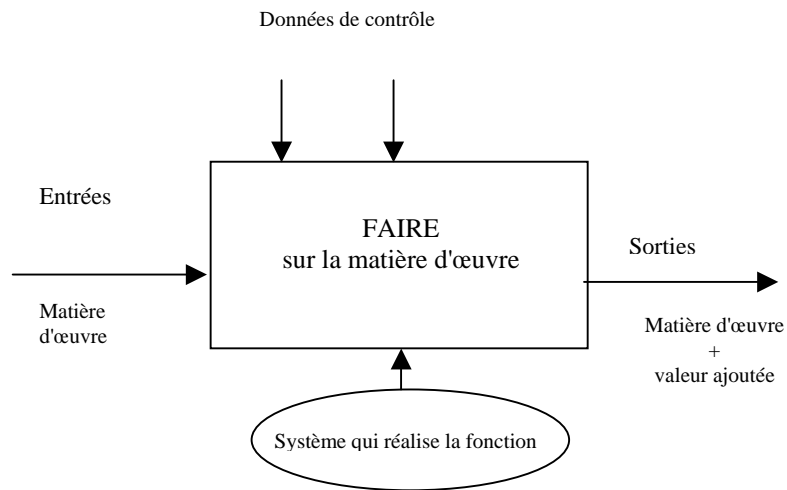 Données de contrôle
Entrées
FAIRE
sur la matière d'œuvre
Sorties
Matière
d'œuvre
Matière d'œuvre
+
valeur ajoutée
Système qui réalise la fonction